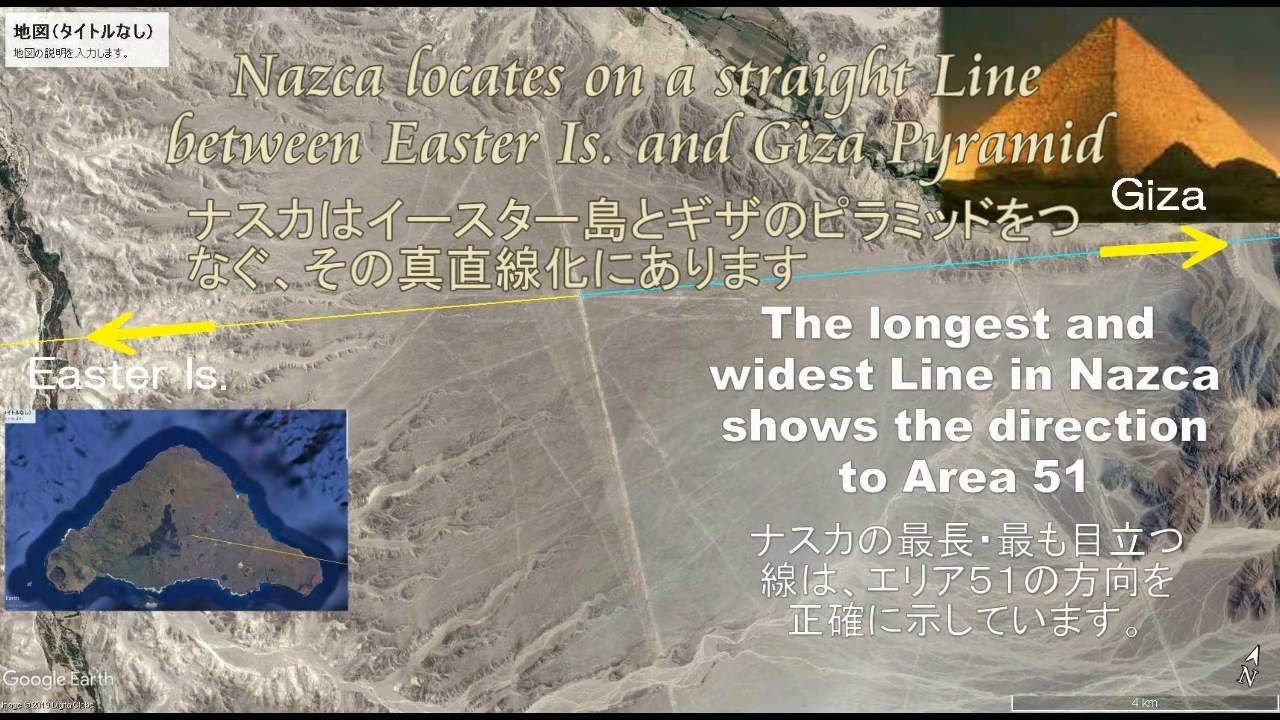 地図(タイトルなし)
地図の説明を入力します。
Nazca locates on a straight Line
between Easter Is. and Giza Pyramid
Giza
ナスカはイースター島とギザのピラミッドをつ
なぐ、その真直線化にあります
The longest and
widest Line in Nazca
shows the direction
to Area 51
Easter Is.
ナスカの最長・最も目立つ
線は、エリア51の方向を
正確に示しています。
Earth
Google Earth
N
4 km